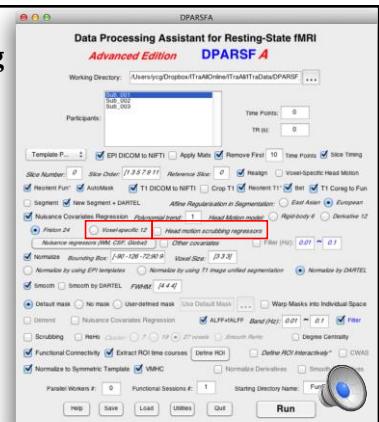 g
DPARSFA
Data Processing Assistant for Resting-State fMRI
Advanced Edition DPARSF A
Working Directory: /Users/ycg/Dropbox/ITraAllOnline/ITraAll/ITraData/DPARSF ...
Participants:
Sub_001
Sub_002
Sub_003
Time Points: 0
TR (s): 0
Template P... EPI DICOM to NIFTI Apply Mats Remove First 10 Time Points Slice Timing
Slice Number: 0 Slice Order: [1 3 5 7 9 11 Reference Slice: 0 Realign Voxel-Specific Head Motion
Reorient Fun* AutoMask T1 DICOM to NIFTI Crop T1 Reorient T1* Bet T1 Coreg to Fun
Segment New Segment + DARTEL Affine Regularisation in Segmentation: East Asian European
Nuisance Covariates Regression Polynomial trend: 1 Head Motion model: Rigid-body 6 Derivative 12
Friston 24 Voxel-specific 12 Head motion scrubbing regressors
Nuisance regressors (WM, CSF, Global) Other covariates Filter (Hz): 0.01 ~ 0.1
Normalize Bounding Box: [-90 -126 -72;90 9 Voxel Size: [3 3 3]
Normalize by using EPI templates Normalize by using T1 image unified segmentation Normalize by DARTEL
Smooth Smooth by DARTEL FWHM: [4 4 4]
Default mask No mask User-defined mask Use Default Mask ... Warp Masks into Individual Space
Detrend Nuisance Covariates Regression ALFF+fALFF Band (Hz): 0.01 ~ 0.1 Filter
Scrubbing ReHo Cluster: 7 19 27 voxels Smooth ReHo Degree Centrality
Functional Connectivity Extract ROI time courses Define ROI Define ROI Interactively* CWAS
Normalize to Symmetric Template VMHC Normalize Derivatives Smooth
Parallel Workers #: 0 Functional Sessions #: 1 Starting Directory Name:
Help Save Load Utilities Quit Run